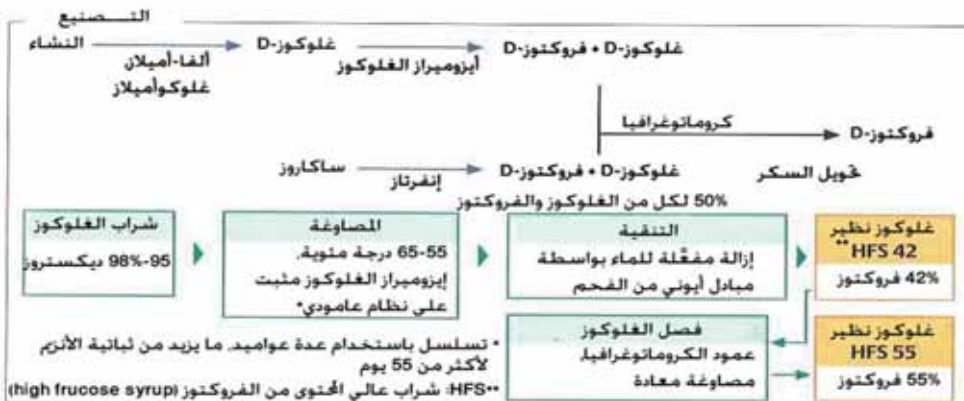 التـــصنيع
النشاء
ألفا-أميلاز
غلوكوأميلاز
غلوكوز-D
أيزوميراز الغلوكوز
غلوكوز-D + فروكتوز-D
كروماتوغرافيا
فروكتوز-D
ساكاروز
إنفرتاز
غلوكوز-D + فروكتوز-D
تحويل السكر
50% لكل من الغلوكوز والفروكتوز
شراب الغلوكوز
95-98% ديكستروز
المصاوغة
55-65 درجة مئوية.
إيزوميراز الغلوكوز مثبت
على نظام عامودي*
التنقية
إزالة مفعّلة للماء بواسطة
مبادل أيوني من الفحم
غلوكوز نظير
HFS 42**
42% فروكتوز
فصل الغلوكوز
عمود الكروماتوغرافيا،
مصاوغة معادة
غلوكوز نظير
HFS 55
55% فروكتوز
* تسلسل باستخدام عدة عواميد، ما يزيد من ثباتية الأنزيم
لأكثر من 55 يوم
**HFS: شراب عالي المحتوى من الفروكتوز (high frucose syrup)